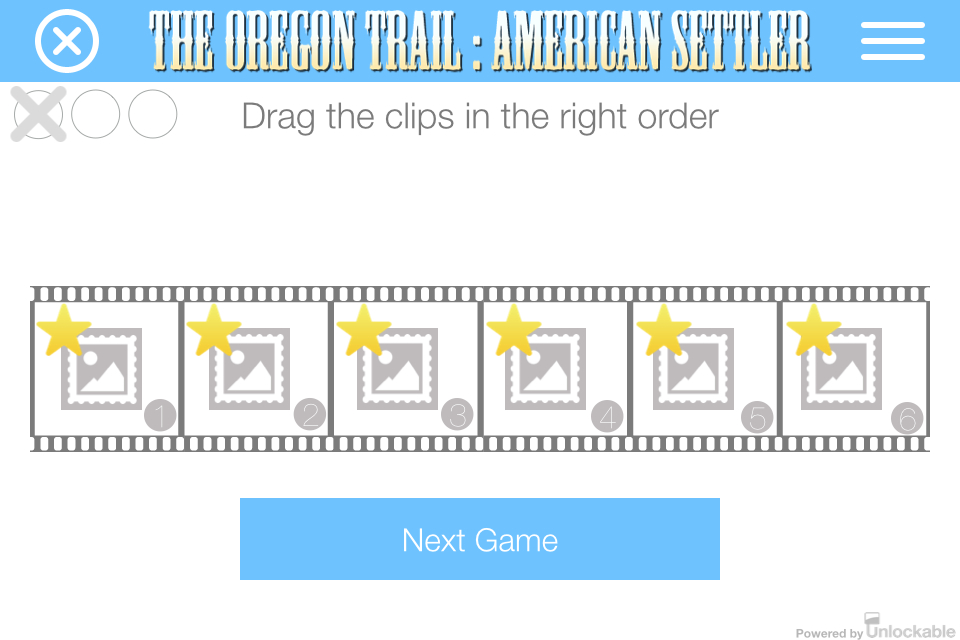 THE OREGON TRAIL : AMERICAN SETTLER
Drag the clips in the right order
1 2 3 4 5 6
Next Game
Powered by Unlockable